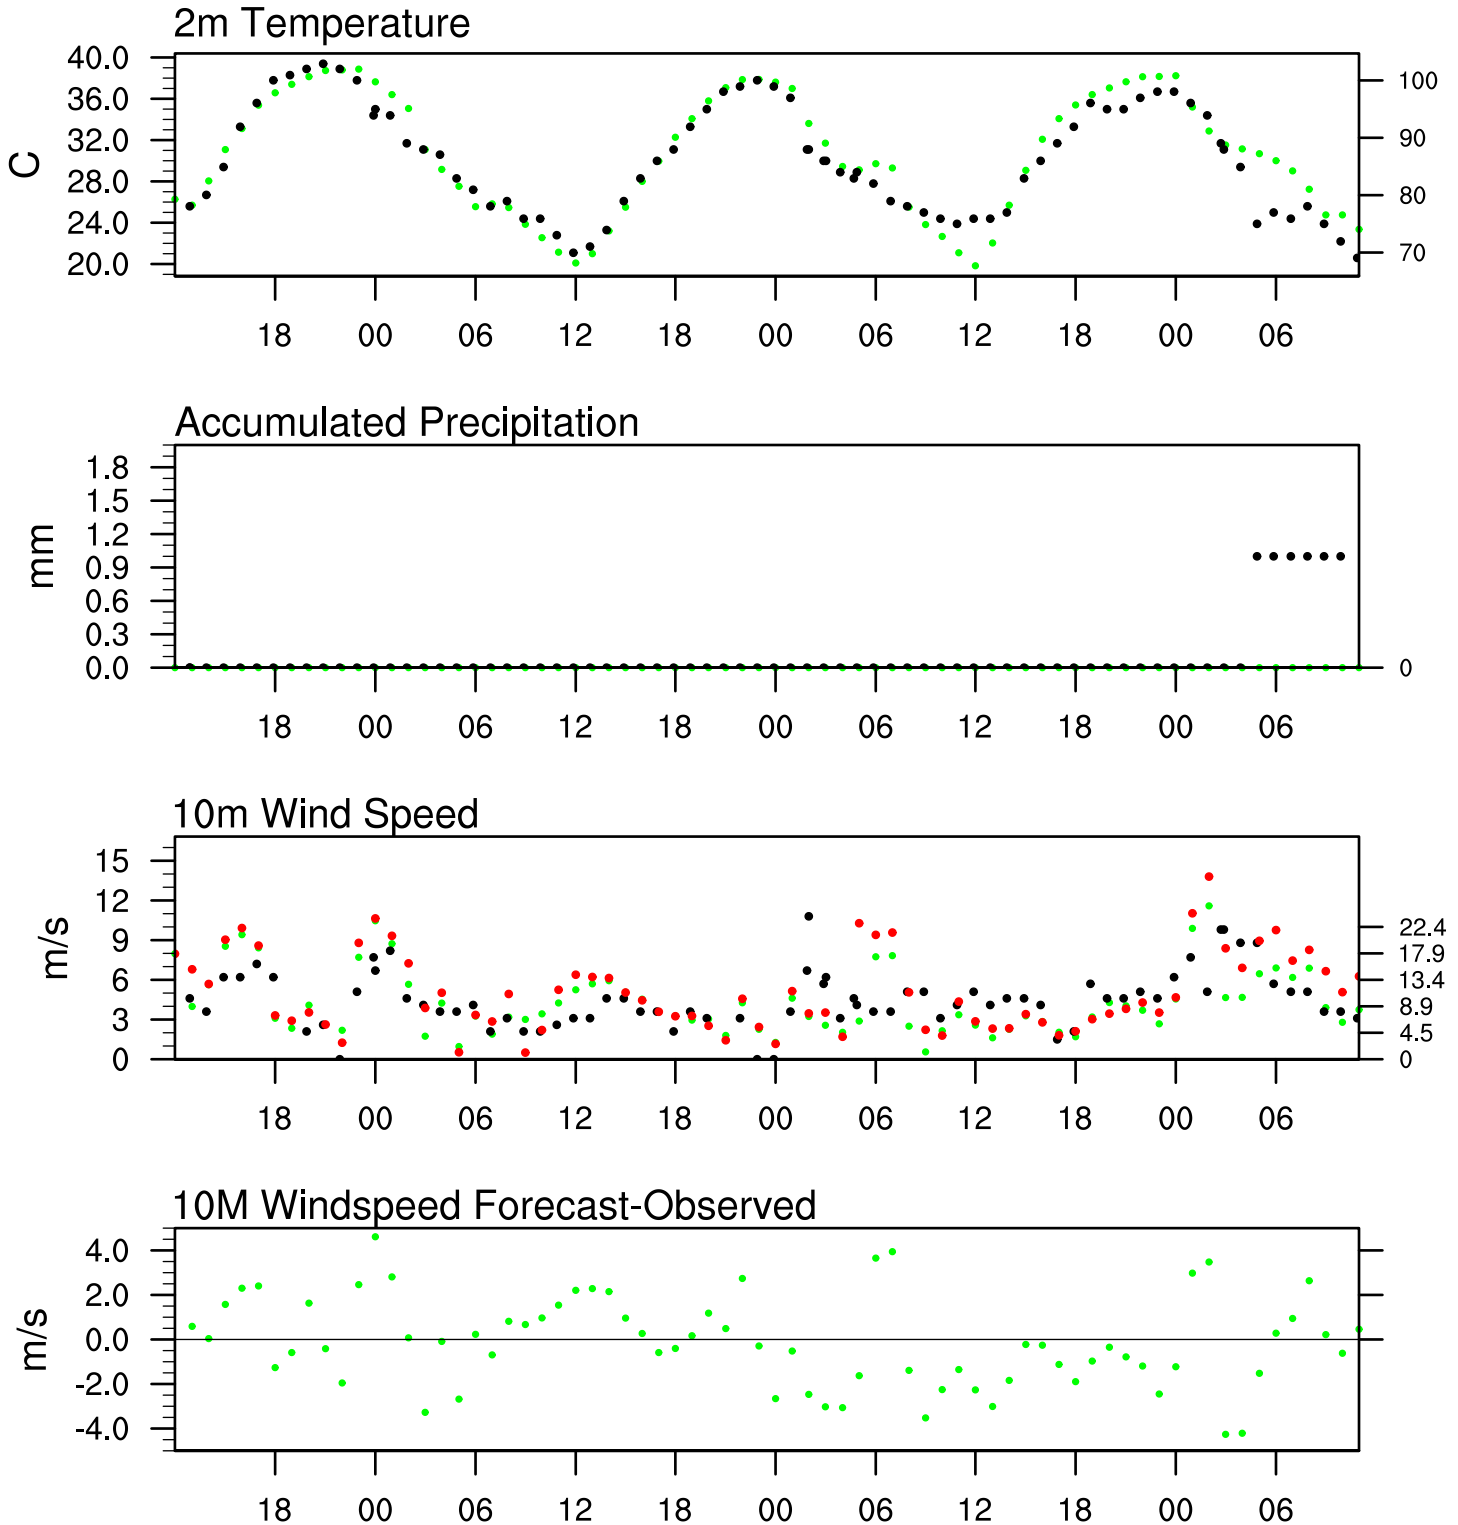 2m Temperature
40.0
36.0
32.0
28.0
24.0
20.0
C
100
90
80
70
18 00 06 12 18 00 06 12 18 00 06
Accumulated Precipitation
1.8
1.5
1.2
0.9
0.6
0.3
0.0
mm
0
18 00 06 12 18 00 06 12 18 00 06
10m Wind Speed
15
12
9
6
3
0
m/s
22.4
17.9
13.4
8.9
4.5
0
18 00 06 12 18 00 06 12 18 00 06
10M Windspeed Forecast-Observed
4.0
2.0
0.0
-2.0
-4.0
m/s
18 00 06 12 18 00 06 12 18 00 06